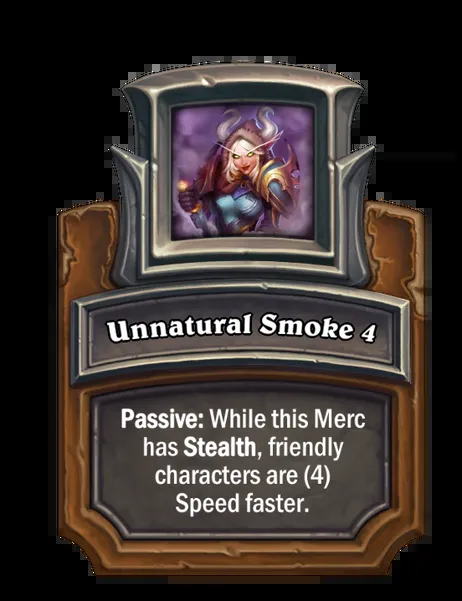 Unnatural Smoke 4
Passive: While this Merc
has Stealth, friendly
characters are (4)
Speed faster.